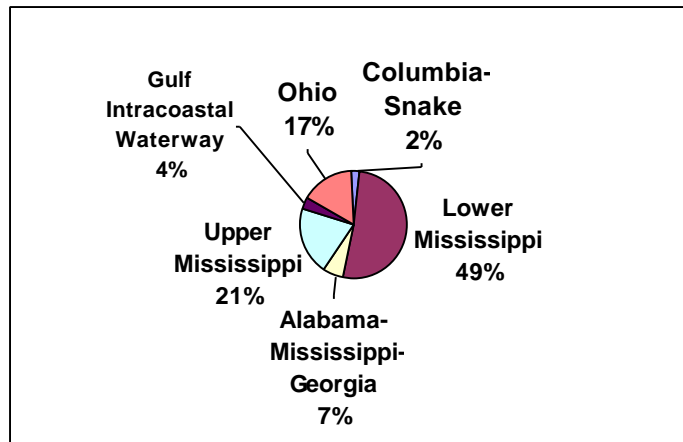 Gulf
Intracoastal
Waterway
4%
Ohio
17%
Columbia-
Snake
2%
Lower
Mississippi
49%
Upper
Mississippi
21%
Alabama-
Mississippi-
Georgia
7%